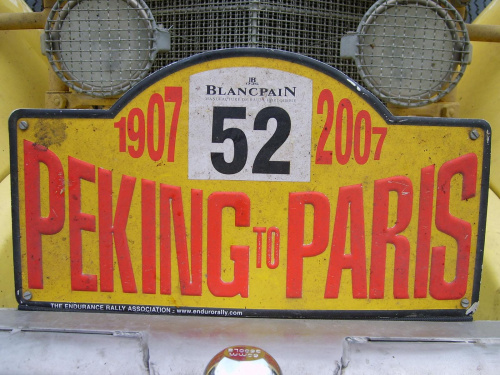 BLANCPAIN
1907 52 2007
PEKING TO PARIS
THE ENDURANCE RALLY ASSOCIATION : www.endurorally.com